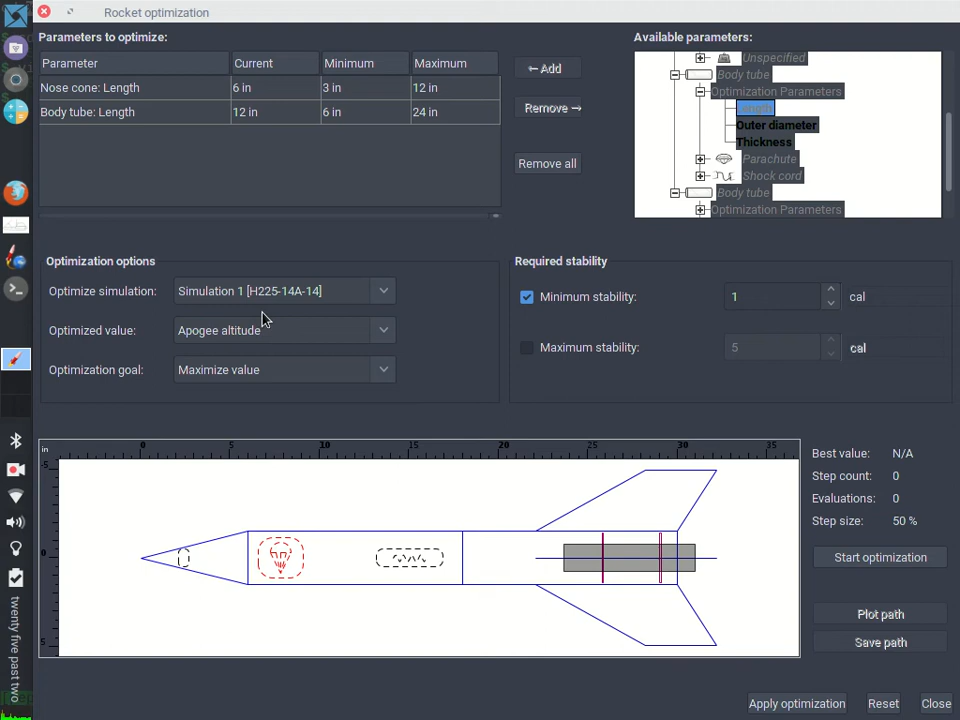 Rocket optimization
Parameters to optimize:
Available parameters:
Parameter Current Minimum Maximum
Nose cone: Length 6 in 3 in 12 in
Body tube: Length 12 in 6 in 24 in
← Add
Remove →
Remove all
Unspecified
Body tube
Optimization Parameters
Length
Outer diameter
Thickness
Parachute
Shock cord
Body tube
Optimization Parameters
Optimization options
Optimize simulation: Simulation 1 [H225-14A-14]
Optimized value: Apogee altitude
Optimization goal: Maximize value
Required stability
Minimum stability: 1 cal
Maximum stability: 5 cal
in 0 5 10 15 20 25 30 35
-5
0
5
Best value: N/A
Step count: 0
Evaluations: 0
Step size: 50 %
Start optimization
Plot path
Save path
Apply optimization Reset Close
twenty five past two